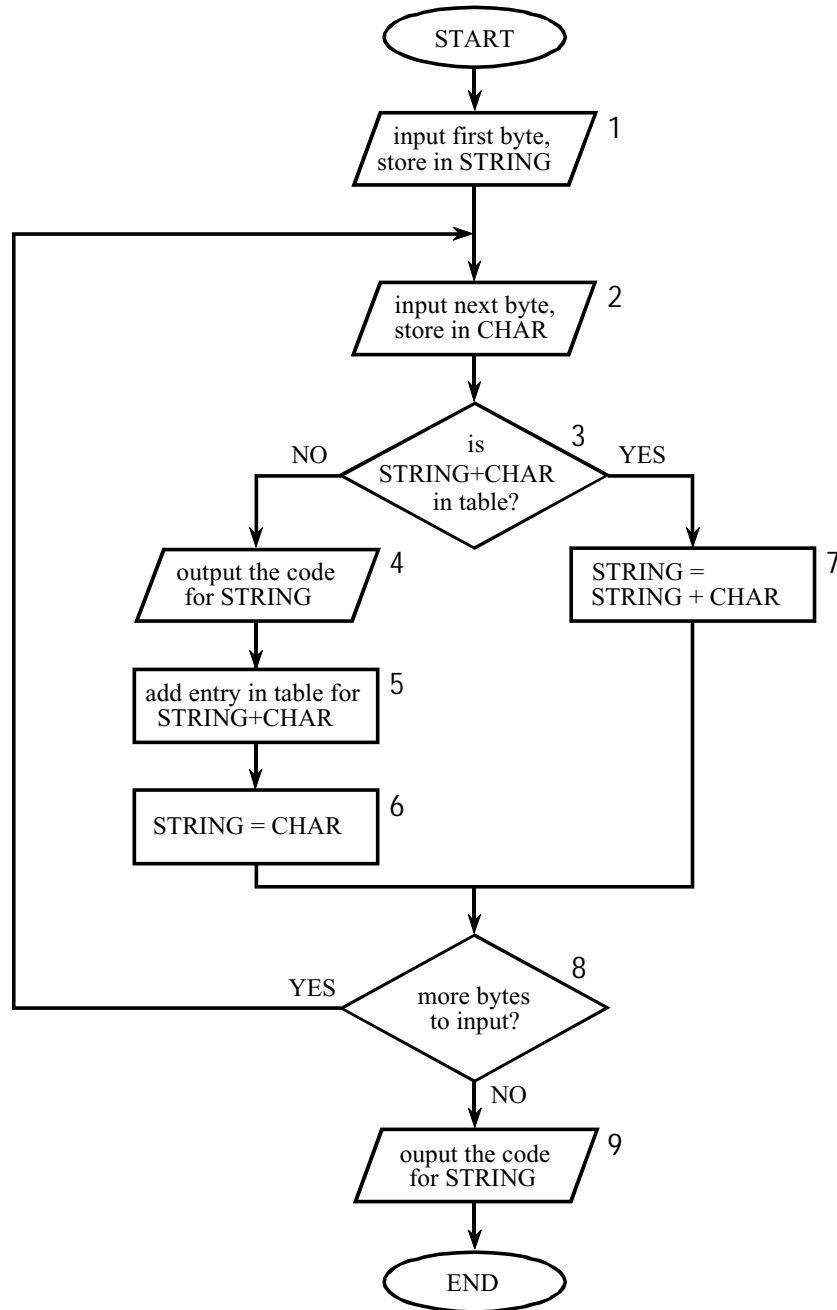 START
1
input first byte,
store in STRING
2
input next byte,
store in CHAR
3
is
STRING+CHAR
in table?
NO
YES
4
output the code
for STRING
7
STRING =
STRING + CHAR
5
add entry in table for
STRING+CHAR
6
STRING = CHAR
8
more bytes
to input?
YES
NO
9
ouput the code
for STRING
END